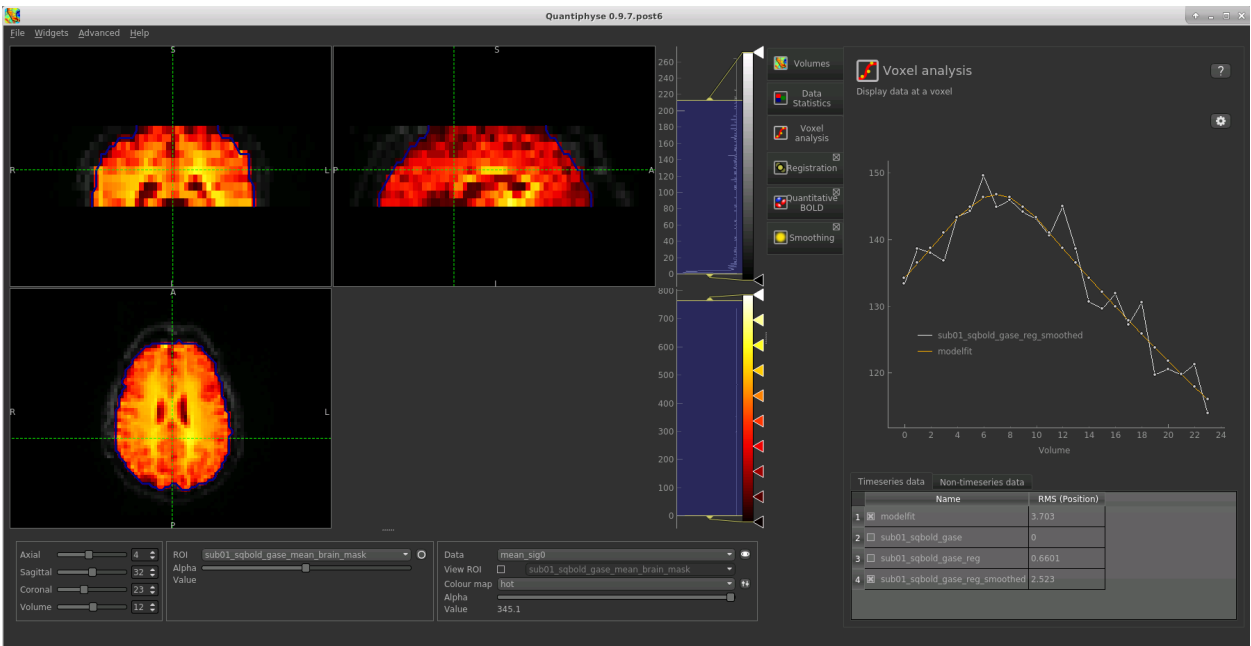 Quantiphyse 0.9.7.post6
File Widgets Advanced Help
S
R
L
I
S
P
A
I
A
R
L
P
260
240
220
200
180
160
140
120
100
80
60
40
20
0
800
700
600
500
400
300
200
100
0
Volumes
Data
Statistics
Voxel
analysis
Registration
Quantitative
BOLD
Smoothing
Voxel analysis
?
Display data at a voxel
150
140
130
120
sub01_sqbold_gase_reg_smoothed
modelfit
0 2 4 6 8 10 12 14 16 18 20 22 24
Volume
Timeseries data Non-timeseries data
Name RMS (Position)
1 modelfit 3.703
2 sub01_sqbold_gase 0
3 sub01_sqbold_gase_reg 0.6601
4 sub01_sqbold_gase_reg_smoothed 2.523
Axial 4
Sagittal 32
Coronal 23
Volume 12
ROI sub01_sqbold_gase_mean_brain_mask
Alpha
Value
Data mean_sig0
View ROI sub01_sqbold_gase_mean_brain_mask
Colour map hot
Alpha
Value 345.1